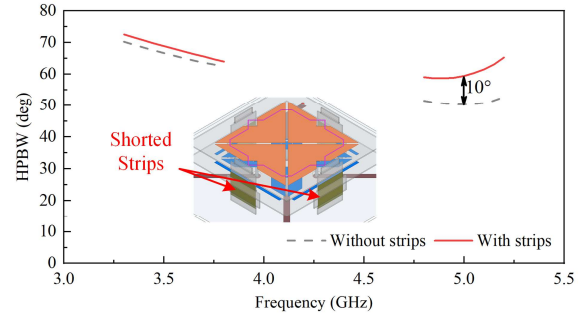 80
70
60
50
40
30
20
10
0
HPBW (deg)
10°
Shorted
Strips
Without strips
With strips
3.0 3.5 4.0 4.5 5.0 5.5
Frequency (GHz)